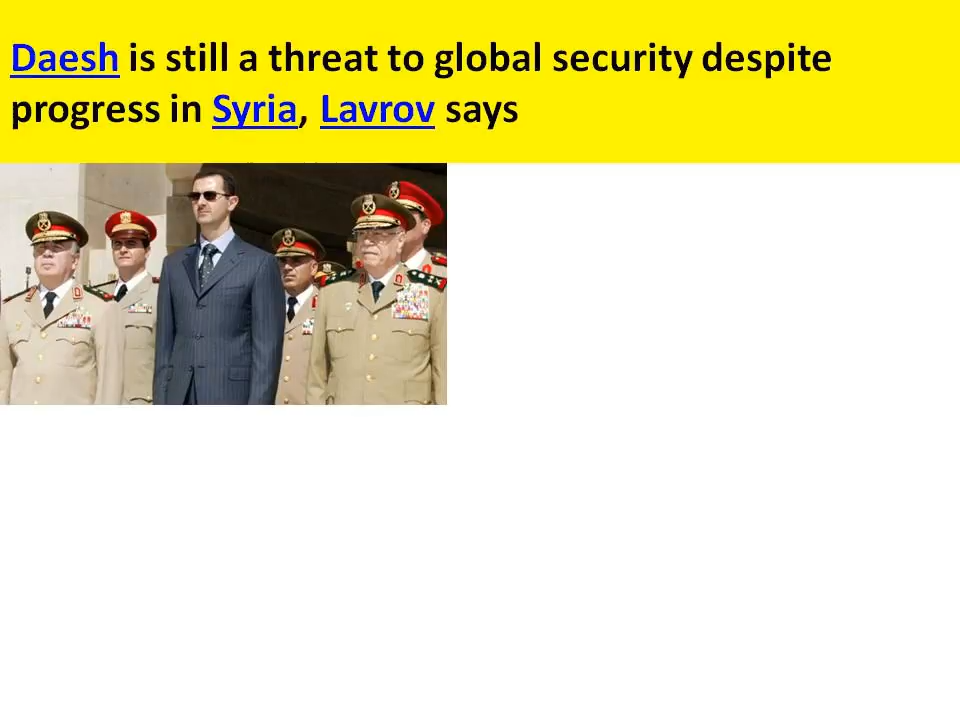 Daesh is still a threat to global security despite
progress in Syria, Lavrov says